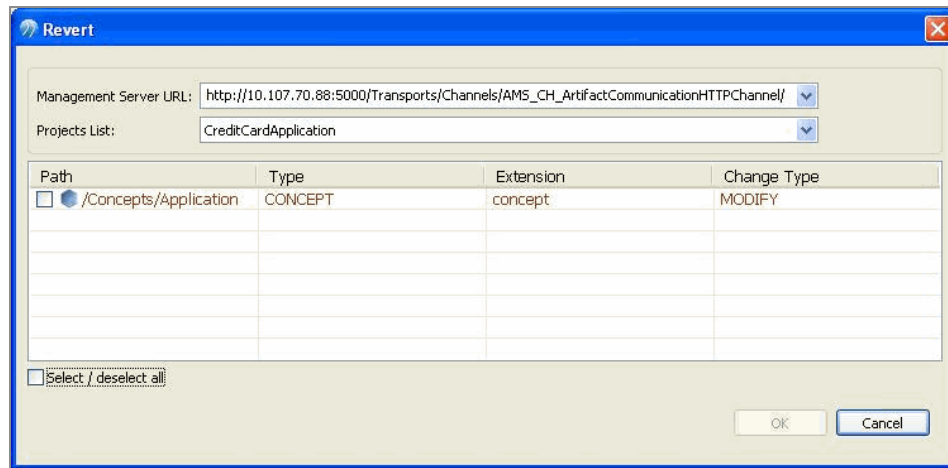 Revert
Management Server URL: http://10.107.70.88:5000/Transports/Channels/AMS_CH_ArtifactCommunicationHTTPChannel/
Projects List: CreditCardApplication
Path Type Extension Change Type
/Concepts/Application CONCEPT concept MODIFY
Select / deselect all
OK Cancel